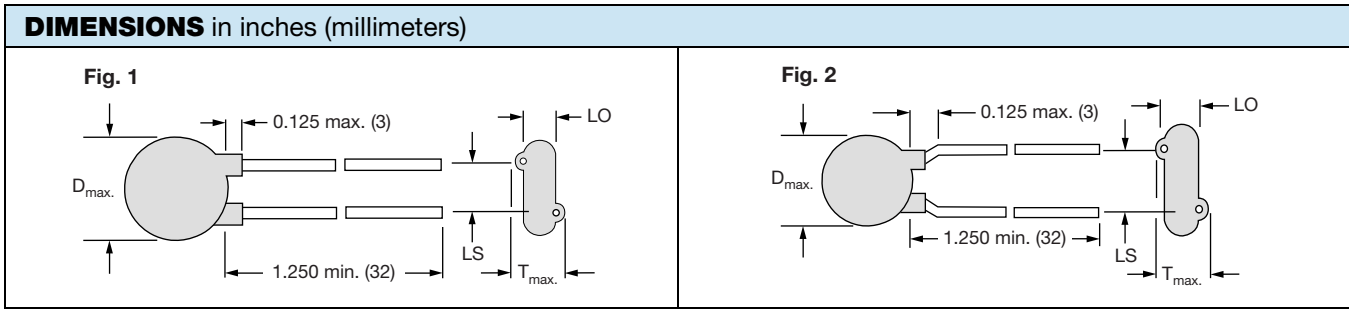 DIMENSIONS in inches (millimeters)
Fig. 1
0.125 max. (3)
LO
Dmax.
LS
1.250 min. (32)
Tmax.
Fig. 2
0.125 max. (3)
LO
Dmax.
1.250 min. (32)
LS
Tmax.